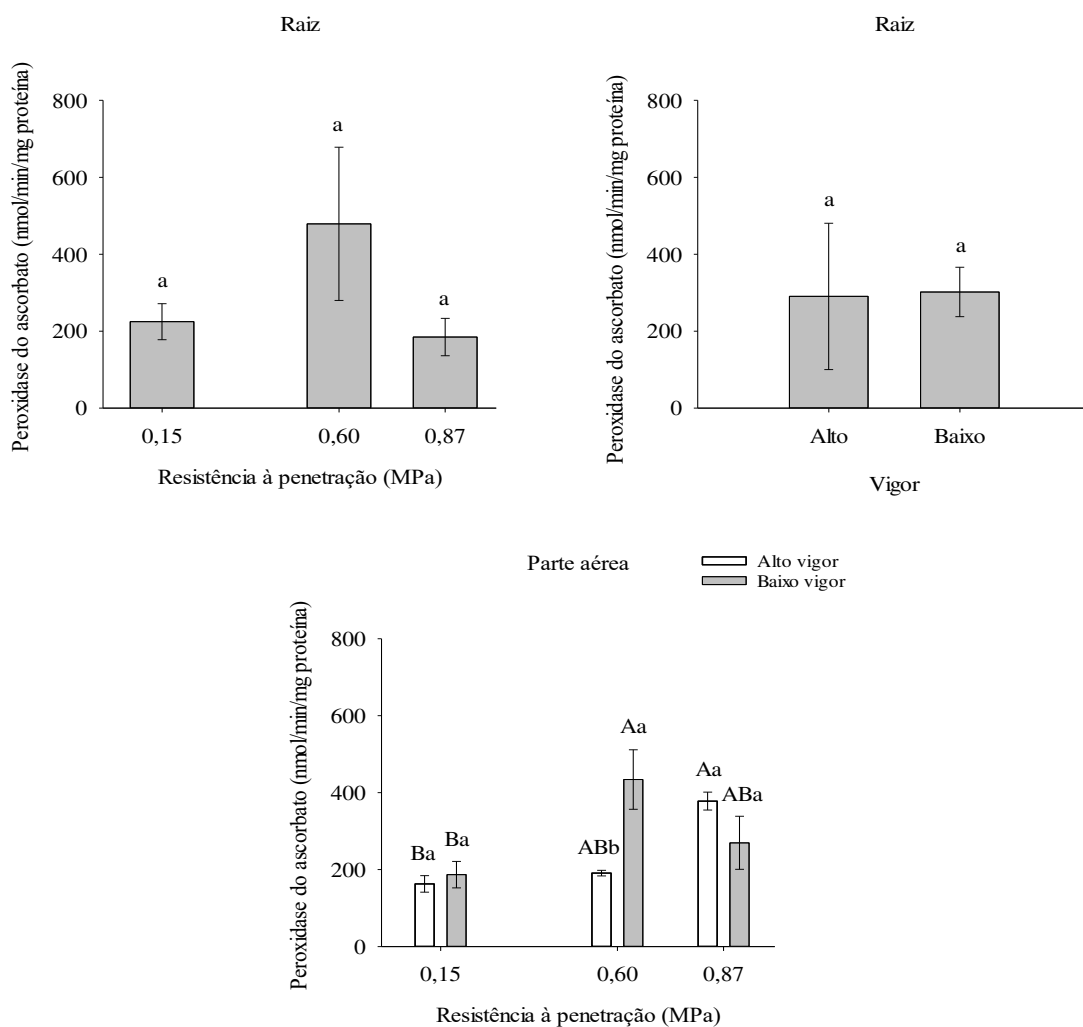 Raiz
Peroxidase do ascorbato (nmol/min/mg proteína)
800
600
400
200
0
a
a
a
0,15
0,60
0,87
Resistência à penetração (MPa)
Raiz
Peroxidase do ascorbato (nmol/min/mg proteína)
800
600
400
200
0
a
a
Alto
Baixo
Vigor
Parte aérea
Alto vigor
Baixo vigor
Peroxidase do ascorbato (nmol/min/mg proteína)
800
600
400
200
0
Ba
Ba
ABb
Aa
Aa
ABa
0,15
0,60
0,87
Resistência à penetração (MPa)